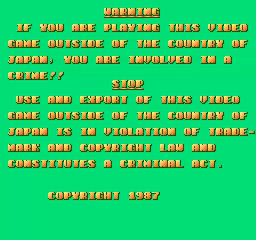 WARNING
IF YOU ARE PLAYING THIS VIDEO
GAME OUTSIDE OF THE COUNTRY OF
JAPAN, YOU ARE INVOLVED IN A
CRIME!!
STOP
USE AND EXPORT OF THIS VIDEO
GAME OUTSIDE OF THE COUNTRY OF
JAPAN IS IN VIOLATION OF TRADE-
MARK AND COPYRIGHT LAW AND
CONSTITUTES A CRIMINAL ACT.
COPYRIGHT 1987